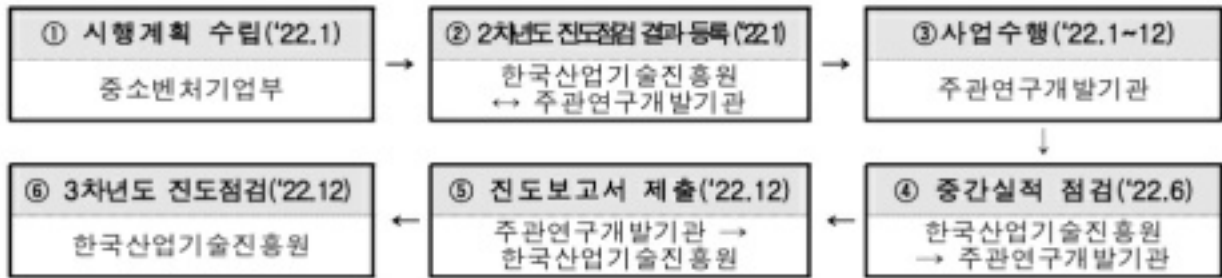 ① 시행계획 수립('22.1)
중소벤처기업부
→
② 2차년도 진도점검 결과 등록('22.1)
한국산업기술진흥원
↔ 주관연구개발기관
→
③사업수행('22.1~12)
주관연구개발기관
↓
④ 중간실적 점검('22.6)
한국산업기술진흥원
→ 주관연구개발기관
←
⑤ 진도보고서 제출('22.12)
주관연구개발기관 →
한국산업기술진흥원
←
⑥ 3차년도 진도점검('22.12)
한국산업기술진흥원